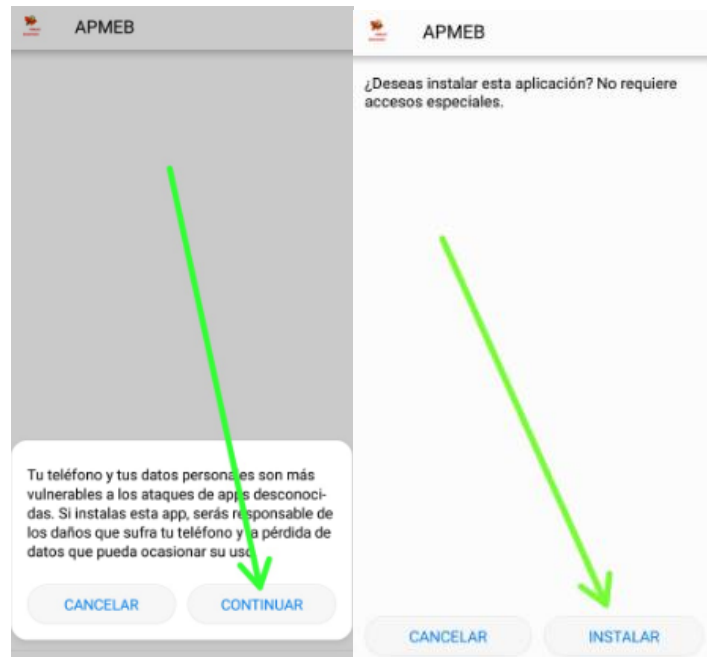 APMEB
Tu teléfono y tus datos personales son más
vulnerables a los ataques de apps desconoci-
das. Si instalas esta app, serás responsable de
los daños que sufra tu teléfono y la pérdida de
datos que pueda ocasionar su uso
CANCELAR CONTINUAR
APMEB
¿Deseas instalar esta aplicación? No requiere
accesos especiales.
CANCELAR INSTALAR